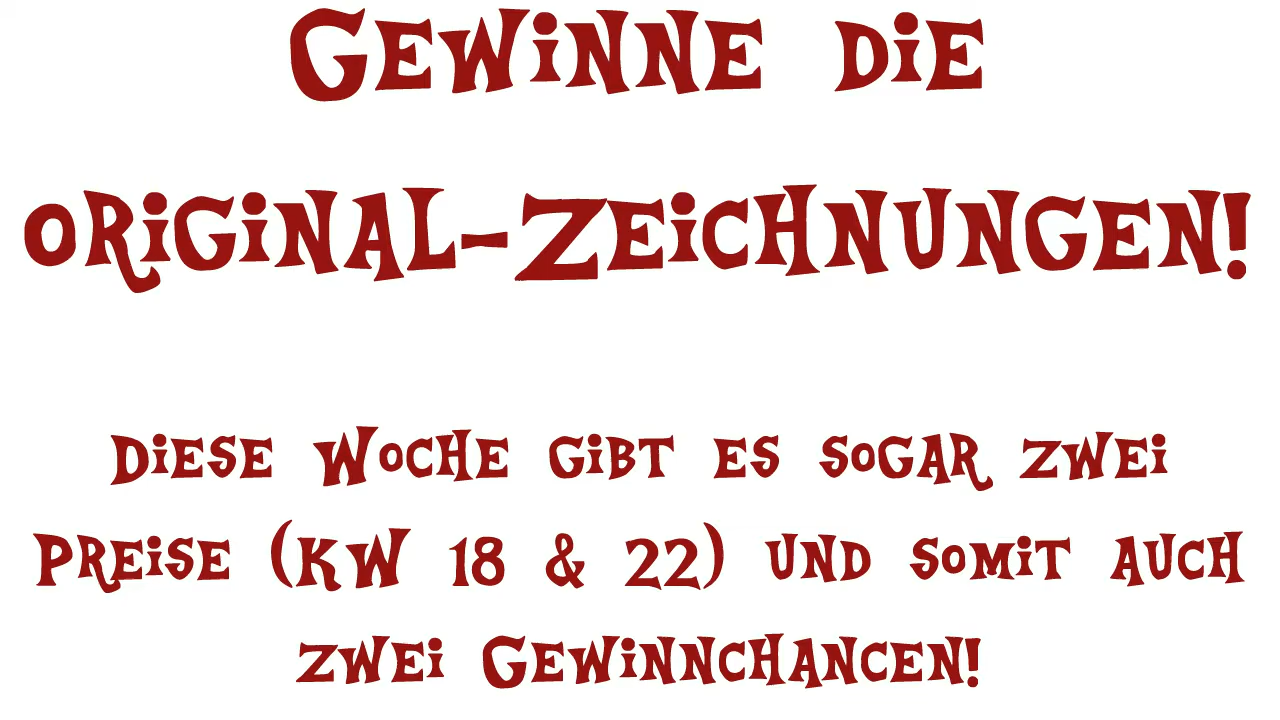 Gewinne die
original-Zeichnungen!
Diese Woche gibt es sogar zwei
Preise (KW 18 & 22) und somit auch
zwei Gewinnchancen!